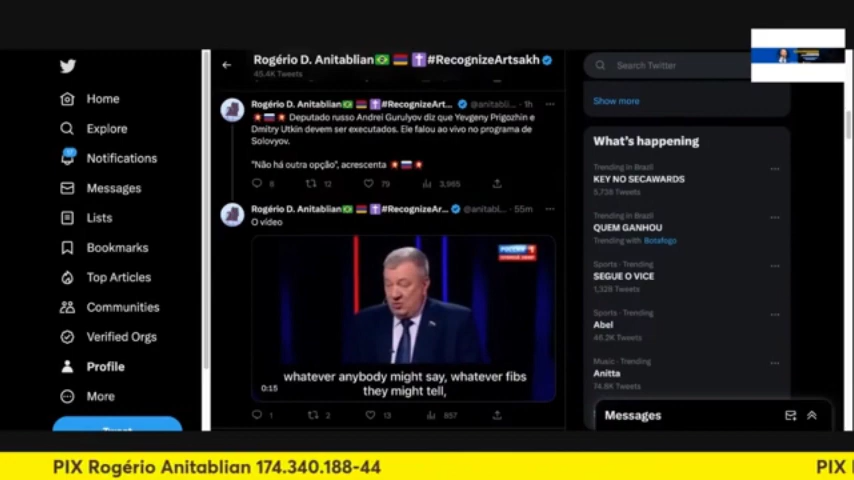 Rogério D. Anitablian🇧🇷 🇦🇲 ✝️#RecognizeArtsakh
45.4K Tweets
Search Twitter
Home
Explore
Notifications
Messages
Lists
Bookmarks
Top Articles
Communities
Verified Orgs
Profile
More
Tweet
Rogério D. Anitablian🇧🇷 🇦🇲 ✝️#RecognizeArt... @anitabli... · 1h
💥🇷🇺💥 Deputado russo Andrei Gurulyov diz que Yevgeny Prigozhin e
Dmitry Utkin devem ser executados. Ele falou ao vivo no programa de
Solovyov.
"Não há outra opção", acrescenta 💥🇷🇺💥
8 12 79 3,965
Rogério D. Anitablian🇧🇷 🇦🇲 ✝️#RecognizeAr... @anitabl... · 55m
O vídeo
РОССИЯ 1
whatever anybody might say, whatever fibs
they might tell,
0:15
1 2 13 857
Show more
What's happening
Trending in Brazil
KEY NO SECAWARDS
5,738 Tweets
Trending in Brazil
QUEM GANHOU
Trending with Botafogo
Sports · Trending
SEGUE O VICE
1,328 Tweets
Sports · Trending
Abel
46.2K Tweets
Music · Trending
Anitta
74.8K Tweets
Messages
PIX Rogério Anitablian 174.340.188-44
PIX